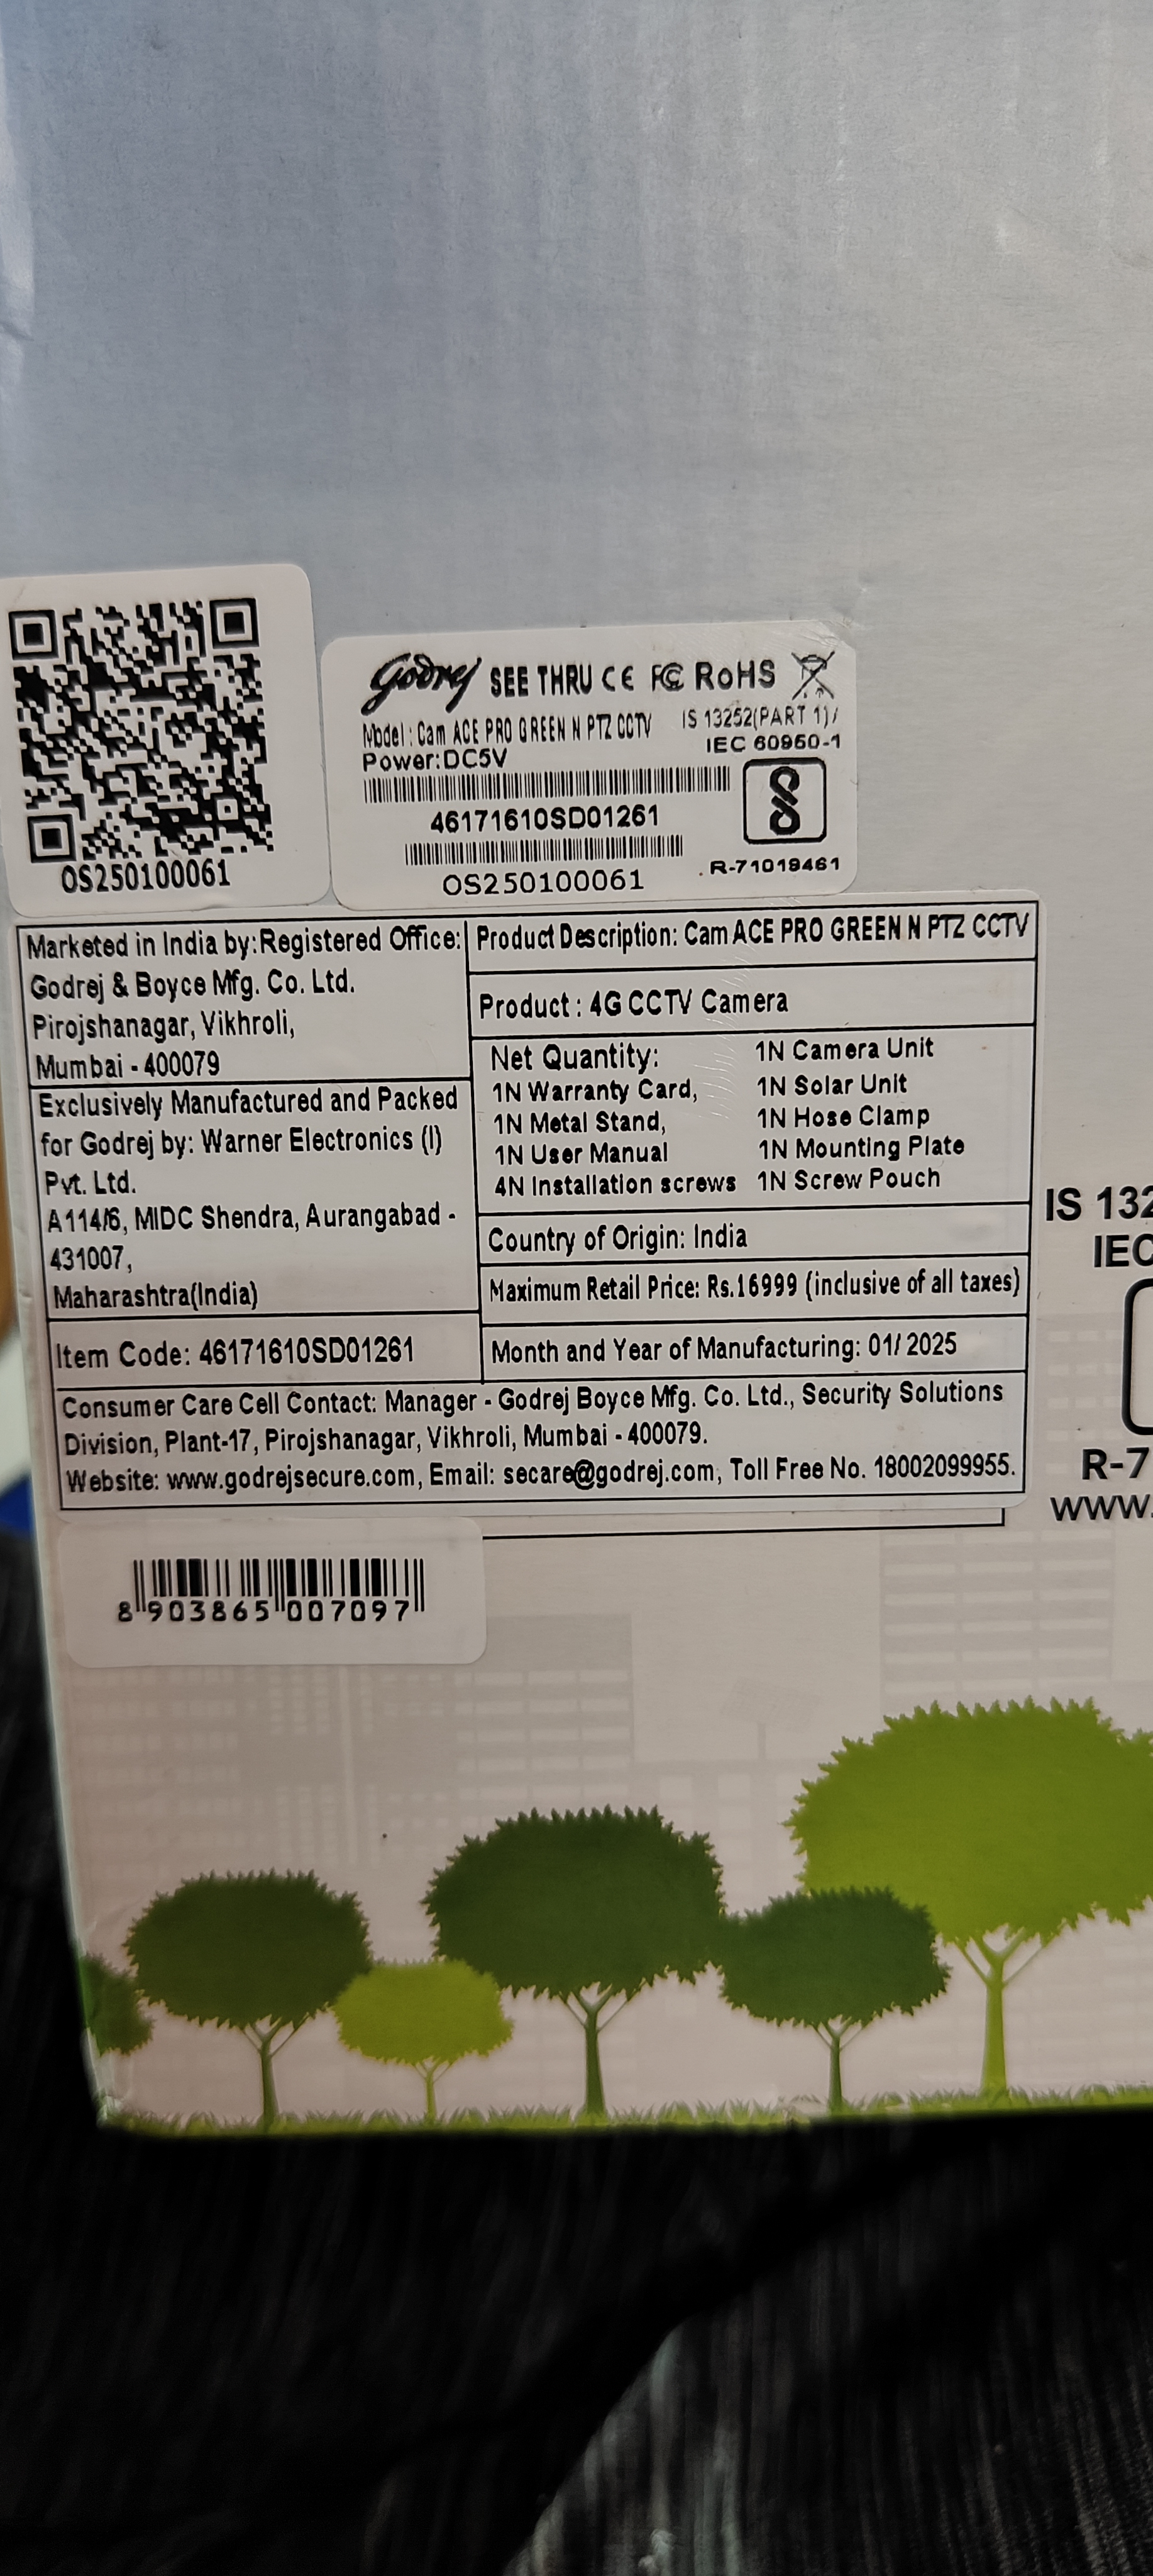 OS250100061
Godrej SEE THRU CE FC RoHS
Model : Cam ACE PRO GREEN N PTZ CCTV
IS 13252(PART 1)/
IEC 60950-1
Power:DC5V
46171610SD01261
OS250100061
R-71019461
Marketed in India by:Registered Office:
Godrej & Boyce Mfg. Co. Ltd.
Pirojshanagar, Vikhroli,
Mumbai - 400079
Exclusively Manufactured and Packed
for Godrej by: Warner Electronics (I)
Pvt. Ltd.
A114/6, MIDC Shendra, Aurangabad -
431007,
Maharashtra(India)
Item Code: 46171610SD01261
Product Description: Cam ACE PRO GREEN N PTZ CCTV
Product : 4G CCTV Camera
Net Quantity:
1N Warranty Card,
1N Metal Stand,
1N User Manual
4N Installation screws
1N Camera Unit
1N Solar Unit
1N Hose Clamp
1N Mounting Plate
1N Screw Pouch
Country of Origin: India
Maximum Retail Price: Rs.16999 (inclusive of all taxes)
Month and Year of Manufacturing: 01/ 2025
Consumer Care Cell Contact: Manager - Godrej Boyce Mfg. Co. Ltd., Security Solutions
Division, Plant-17, Pirojshanagar, Vikhroli, Mumbai - 400079.
Website: www.godrejsecure.com, Email: secare@godrej.com, Toll Free No. 18002099955.
IS 132
IEC
R-7
www.
8 903865 007097